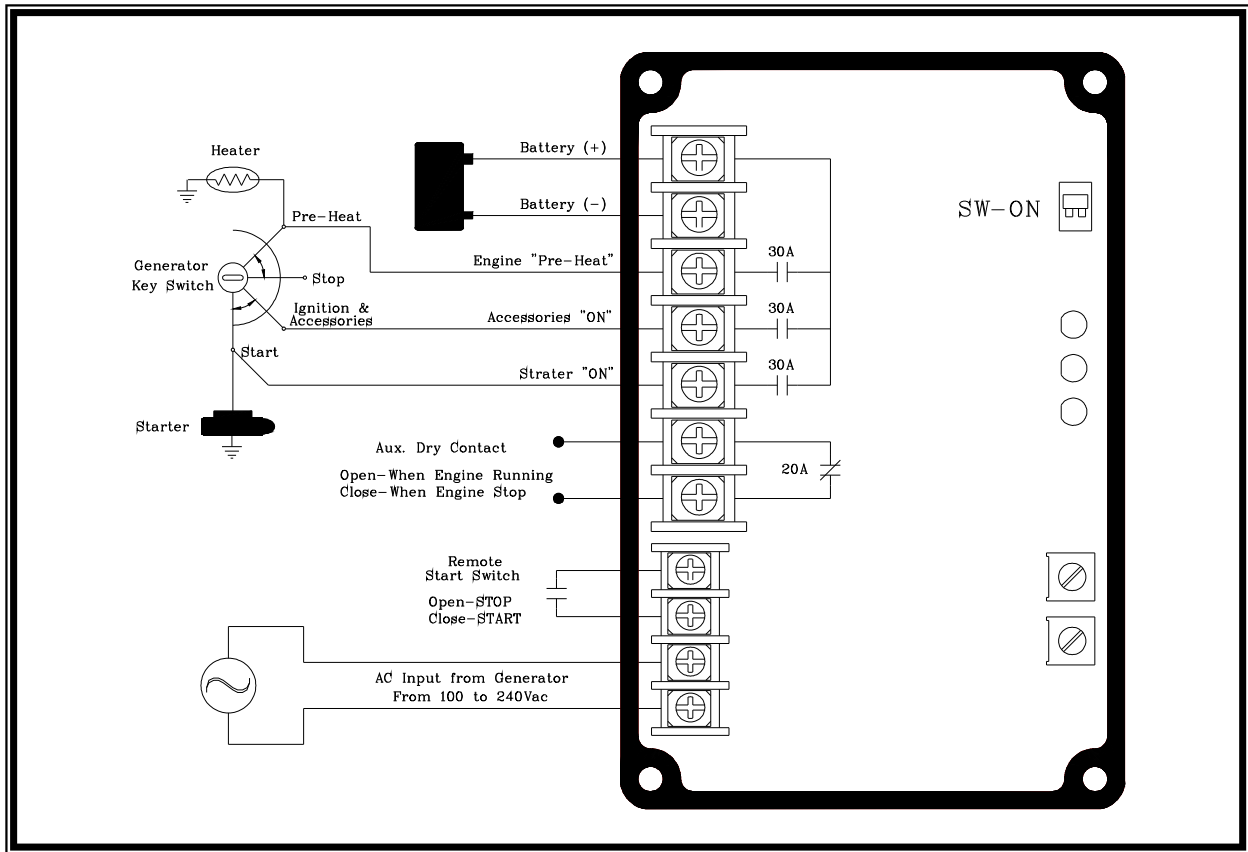 Heater
Pre-Heat
Generator
Key Switch
Stop
Ignition &
Accessories
Start
Starter
Battery (+)
Battery (-)
Engine "Pre-Heat"
Accessories "ON"
Strater "ON"
30A
30A
30A
Aux. Dry Contact
Open-When Engine Running
Close-When Engine Stop
20A
Remote
Start Switch
Open-STOP
Close-START
AC Input from Generator
From 100 to 240Vac
SW-ON